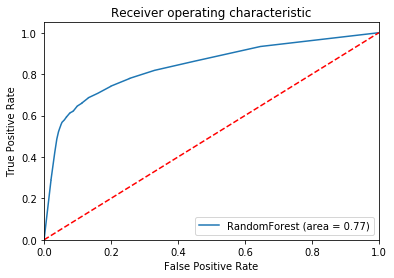 Receiver operating characteristic
True Positive Rate
1.0
0.8
0.6
0.4
0.2
0.0
RandomForest (area = 0.77)
0.0 0.2 0.4 0.6 0.8 1.0
False Positive Rate